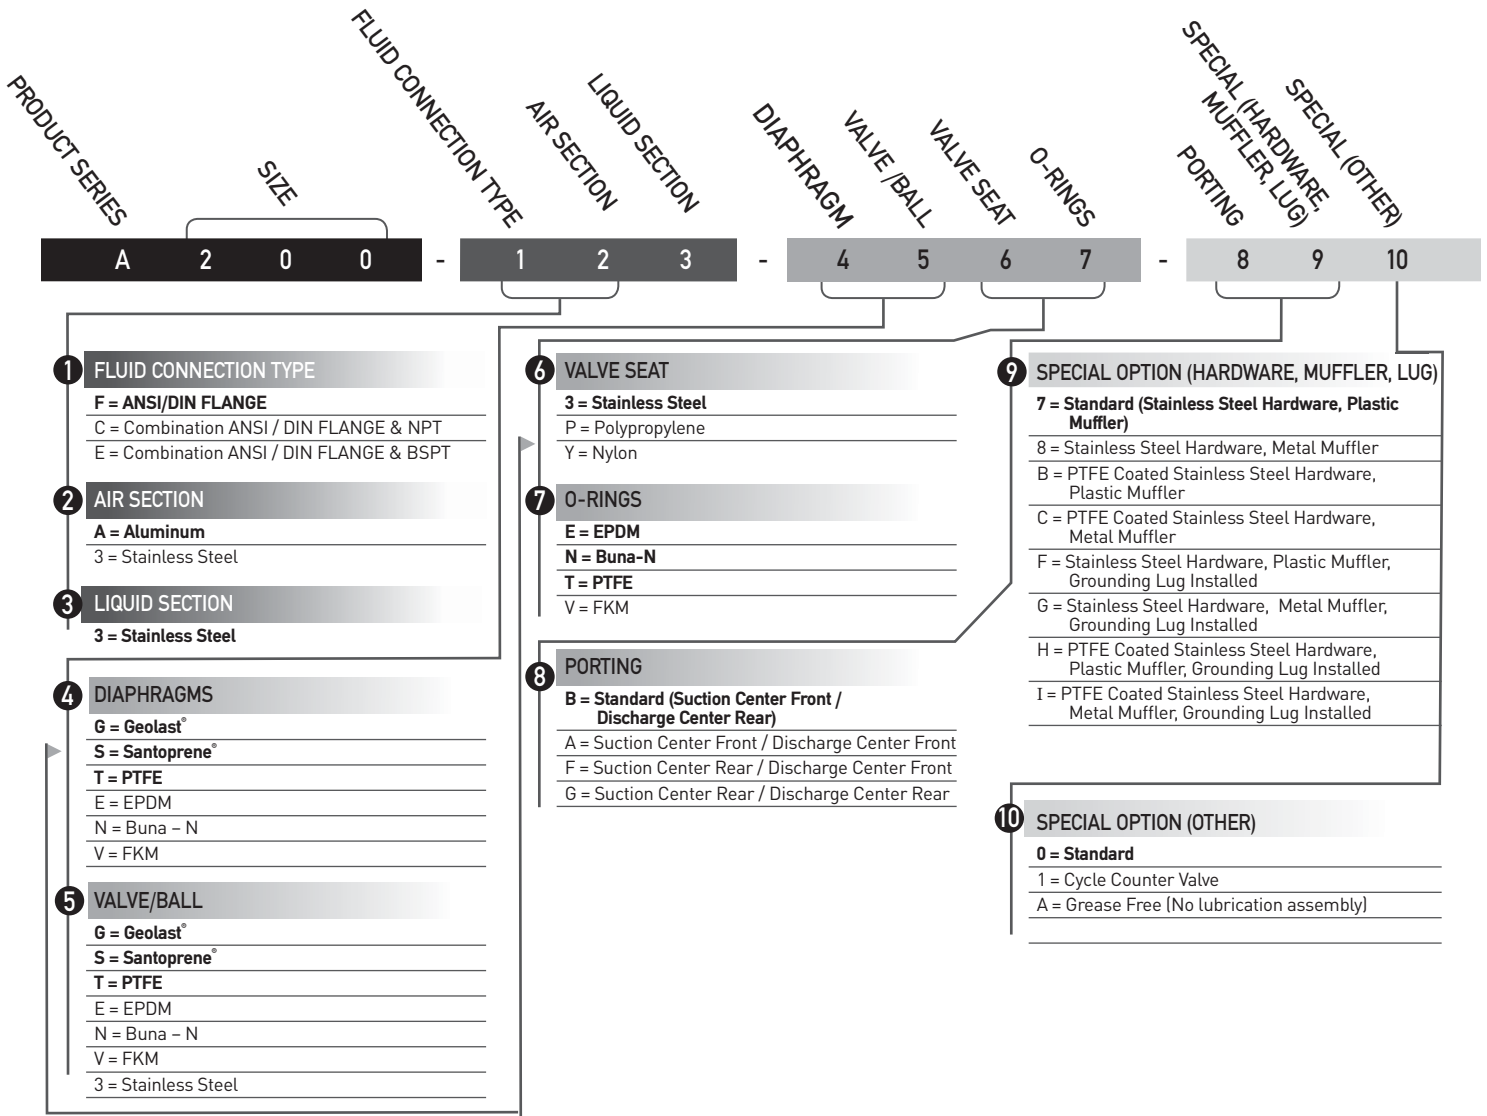 PRODUCT SERIES
SIZE
FLUID CONNECTION TYPE
AIR SECTION
LIQUID SECTION
DIAPHRAGM
VALVE /BALL
VALVE SEAT
O-RINGS
PORTING
SPECIAL (HARDWARE,
MUFFLER, LUG)
SPECIAL (OTHER)
A 2 0 0 - 1 2 3 - 4 5 6 7 - 8 9 10
1 FLUID CONNECTION TYPE
F = ANSI/DIN FLANGE
C = Combination ANSI / DIN FLANGE & NPT
E = Combination ANSI / DIN FLANGE & BSPT
2 AIR SECTION
A = Aluminum
3 = Stainless Steel
3 LIQUID SECTION
3 = Stainless Steel
4 DIAPHRAGMS
G = Geolast®
S = Santoprene®
T = PTFE
E = EPDM
N = Buna – N
V = FKM
5 VALVE/BALL
G = Geolast®
S = Santoprene®
T = PTFE
E = EPDM
N = Buna – N
V = FKM
3 = Stainless Steel
6 VALVE SEAT
3 = Stainless Steel
P = Polypropylene
Y = Nylon
7 O-RINGS
E = EPDM
N = Buna-N
T = PTFE
V = FKM
8 PORTING
B = Standard (Suction Center Front /
Discharge Center Rear)
A = Suction Center Front / Discharge Center Front
F = Suction Center Rear / Discharge Center Front
G = Suction Center Rear / Discharge Center Rear
9 SPECIAL OPTION (HARDWARE, MUFFLER, LUG)
7 = Standard (Stainless Steel Hardware, Plastic
Muffler)
8 = Stainless Steel Hardware, Metal Muffler
B = PTFE Coated Stainless Steel Hardware,
Plastic Muffler
C = PTFE Coated Stainless Steel Hardware,
Metal Muffler
F = Stainless Steel Hardware, Plastic Muffler,
Grounding Lug Installed
G = Stainless Steel Hardware, Metal Muffler,
Grounding Lug Installed
H = PTFE Coated Stainless Steel Hardware,
Plastic Muffler, Grounding Lug Installed
I = PTFE Coated Stainless Steel Hardware,
Metal Muffler, Grounding Lug Installed
10 SPECIAL OPTION (OTHER)
0 = Standard
1 = Cycle Counter Valve
A = Grease Free (No lubrication assembly)